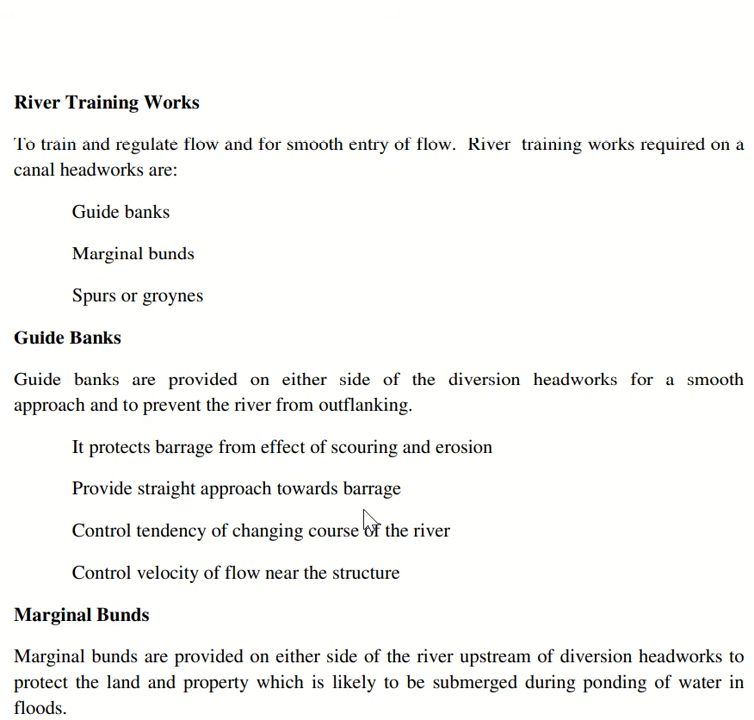 River Training Works
To train and regulate flow and for smooth entry of flow. River training works required on a
canal headworks are:
Guide banks
Marginal bunds
Spurs or groynes
Guide Banks
Guide banks are provided on either side of the diversion headworks for a smooth
approach and to prevent the river from outflanking.
It protects barrage from effect of scouring and erosion
Provide straight approach towards barrage
Control tendency of changing course of the river
Control velocity of flow near the structure
Marginal Bunds
Marginal bunds are provided on either side of the river upstream of diversion headworks to
protect the land and property which is likely to be submerged during ponding of water in
floods.